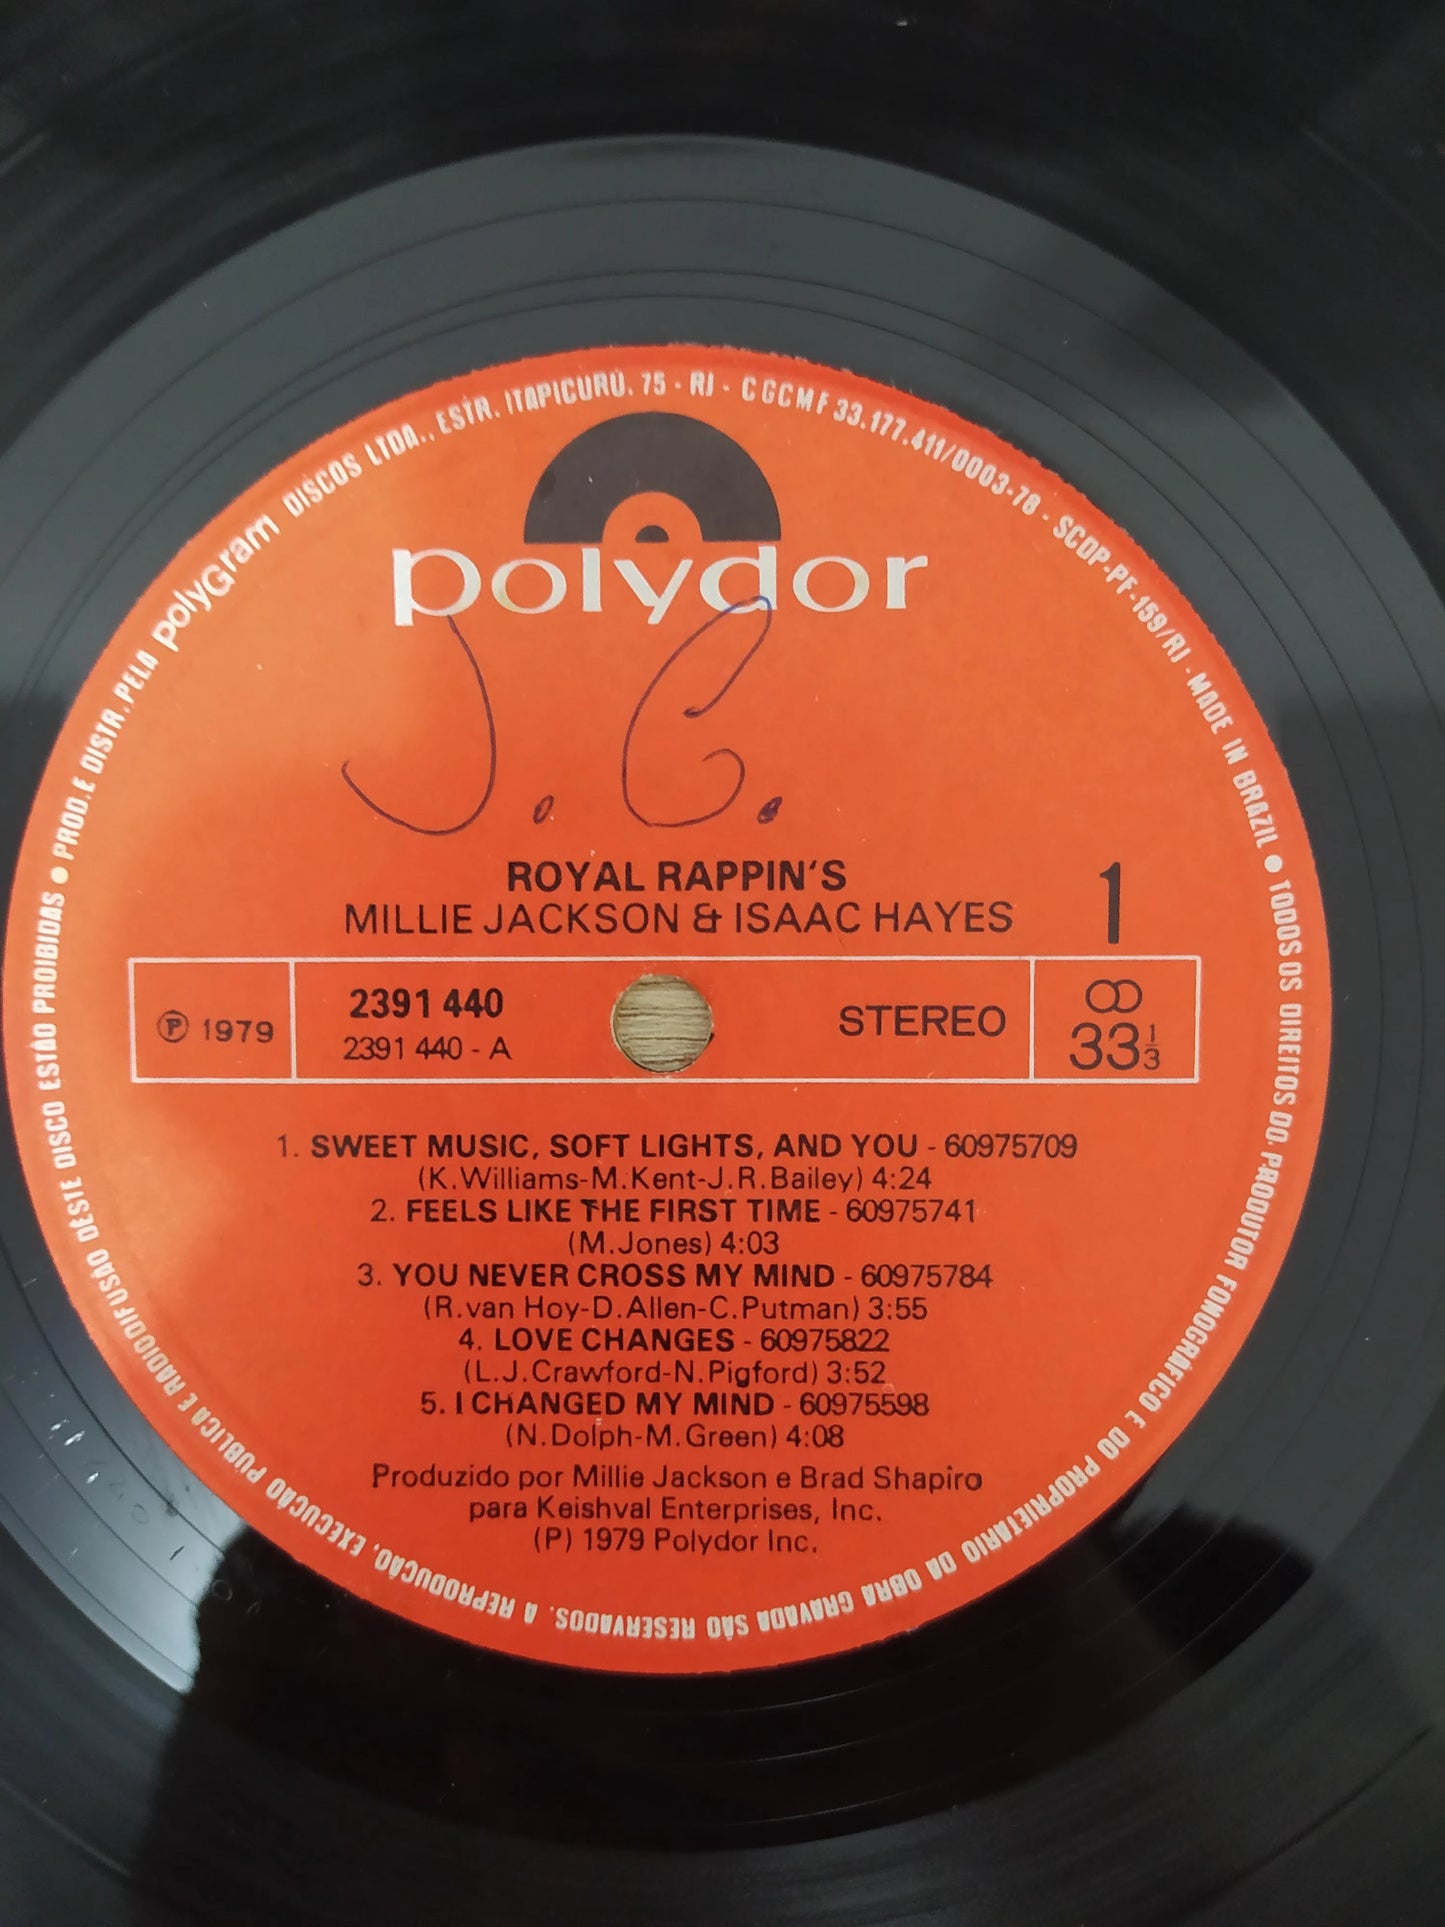 PROD. E DISTR. PELA polyGram DISCOS LTDA., ESTR. ITAPICURU, 75 - RJ - CGCMF 33.177.411/0003-78 - SCDP-PF-159/RJ - MADE IN BRAZIL ● TODOS OS DIREITOS DO PRODUTOR FONOGRÁFICO E DO PROPRIETÁRIO DA OBRA GRAVADA SÃO RESERVADOS. A REPRODUÇÃO, EXECUÇÃO PÚBLICA E RADIODIFUSÃO DESTE DISCO ESTÃO PROIBIDAS ●
polydor
J. C.
ROYAL RAPPIN'S
MILLIE JACKSON & ISAAC HAYES
1
Ⓟ 1979
2391 440
2391 440 - A
STEREO
33 1/3
1. SWEET MUSIC, SOFT LIGHTS, AND YOU - 60975709
(K.Williams-M.Kent-J.R.Bailey) 4:24
2. FEELS LIKE THE FIRST TIME - 60975741
(M.Jones) 4:03
3. YOU NEVER CROSS MY MIND - 60975784
(R.van Hoy-D.Allen-C.Putman) 3:55
4. LOVE CHANGES - 60975822
(L.J.Crawford-N.Pigford) 3:52
5. I CHANGED MY MIND - 60975598
(N.Dolph-M.Green) 4:08
Produzido por Millie Jackson e Brad Shapiro
para Keishval Enterprises, Inc.
(P) 1979 Polydor Inc.